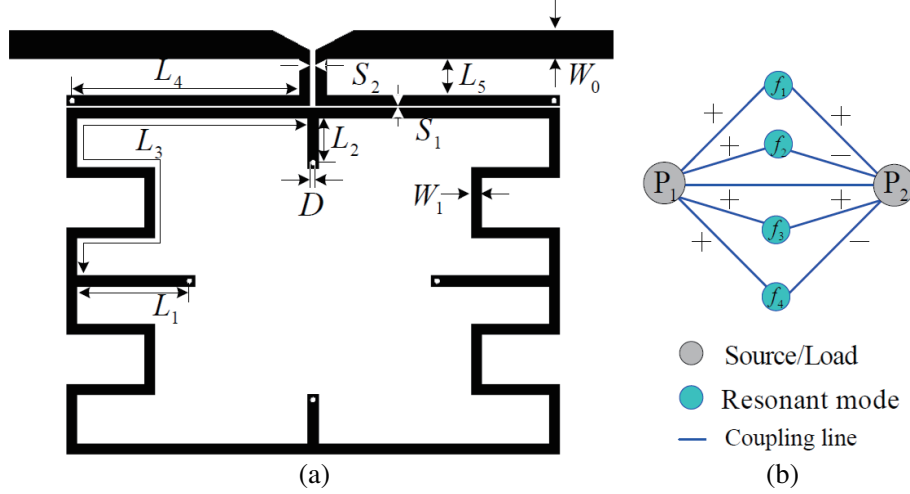 L4
S2
L5
W0
L3
L2
S1
D
W1
L1
(a)
f1
+ +
f2
+ −
P1 P2
+ +
f3
+ −
f4
Source/Load
Resonant mode
Coupling line
(b)